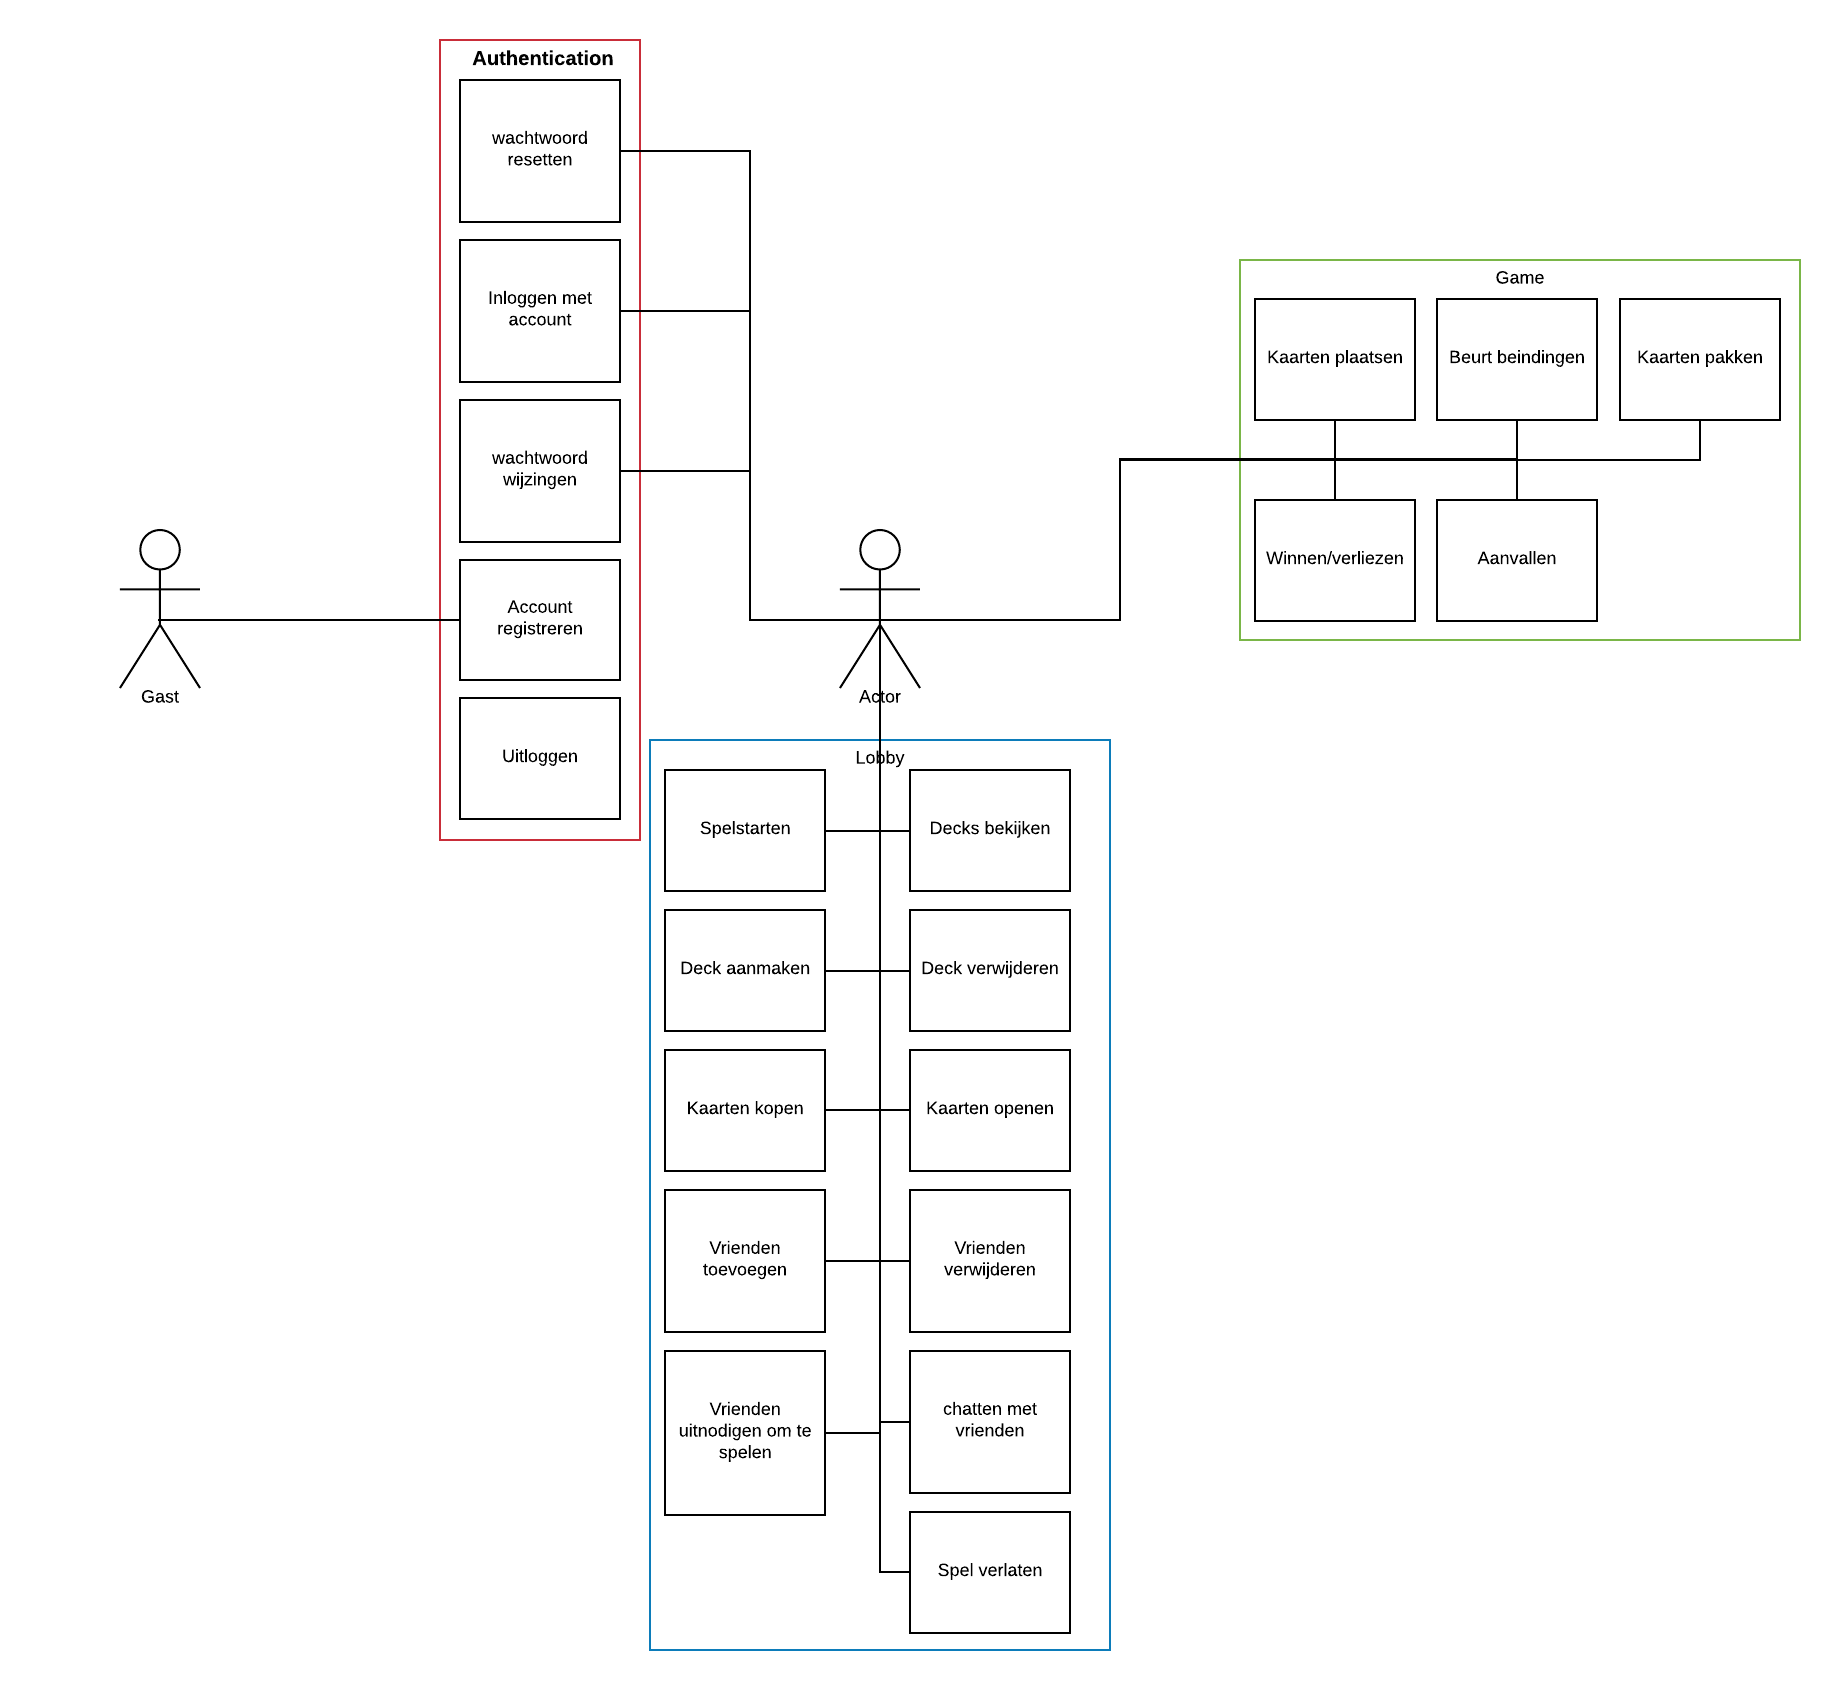 Authentication
wachtwoord
resetten
Inloggen met
account
wachtwoord
wijzingen
Account
registreren
Uitloggen
Gast
Actor
Game
Kaarten plaatsen
Beurt beindingen
Kaarten pakken
Winnen/verliezen
Aanvallen
Lobby
Spelstarten
Decks bekijken
Deck aanmaken
Deck verwijderen
Kaarten kopen
Kaarten openen
Vrienden
toevoegen
Vrienden
verwijderen
Vrienden
uitnodigen om te
spelen
chatten met
vrienden
Spel verlaten